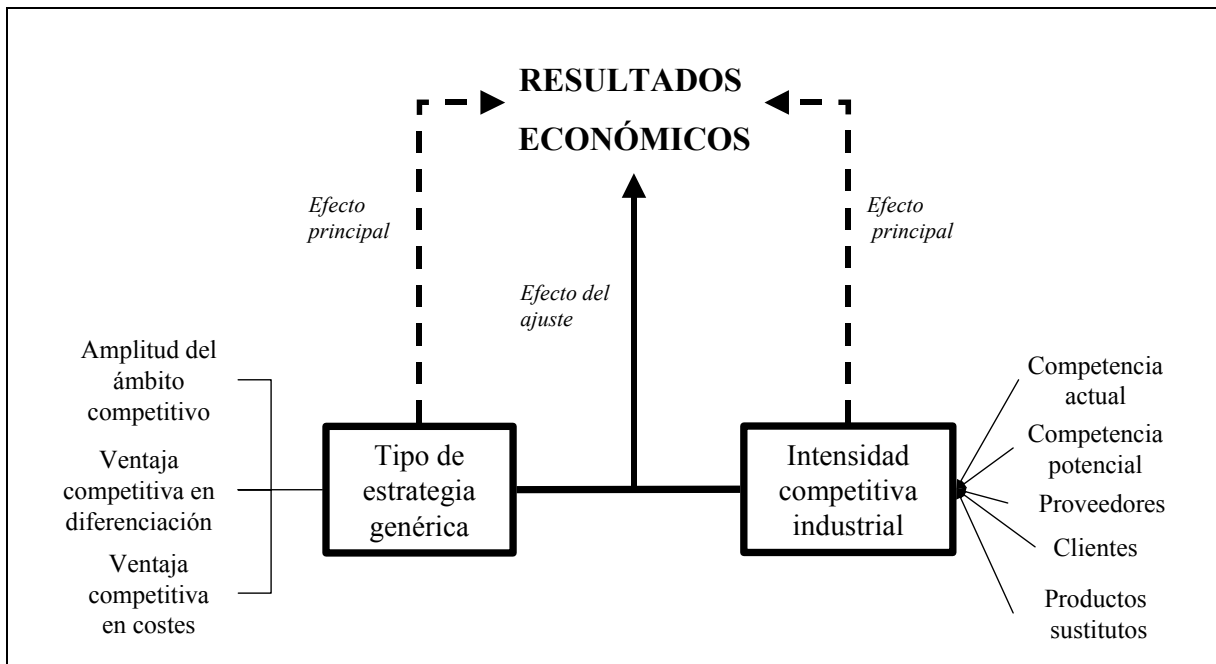 RESULTADOS
ECONÓMICOS
Efecto
principal
Efecto
principal
Efecto del
ajuste
Amplitud del
ámbito
competitivo
Ventaja
competitiva en
diferenciación
Ventaja
competitiva
en costes
Tipo de
estrategia
genérica
Intensidad
competitiva
industrial
Competencia
actual
Competencia
potencial
Proveedores
Clientes
Productos
sustitutos